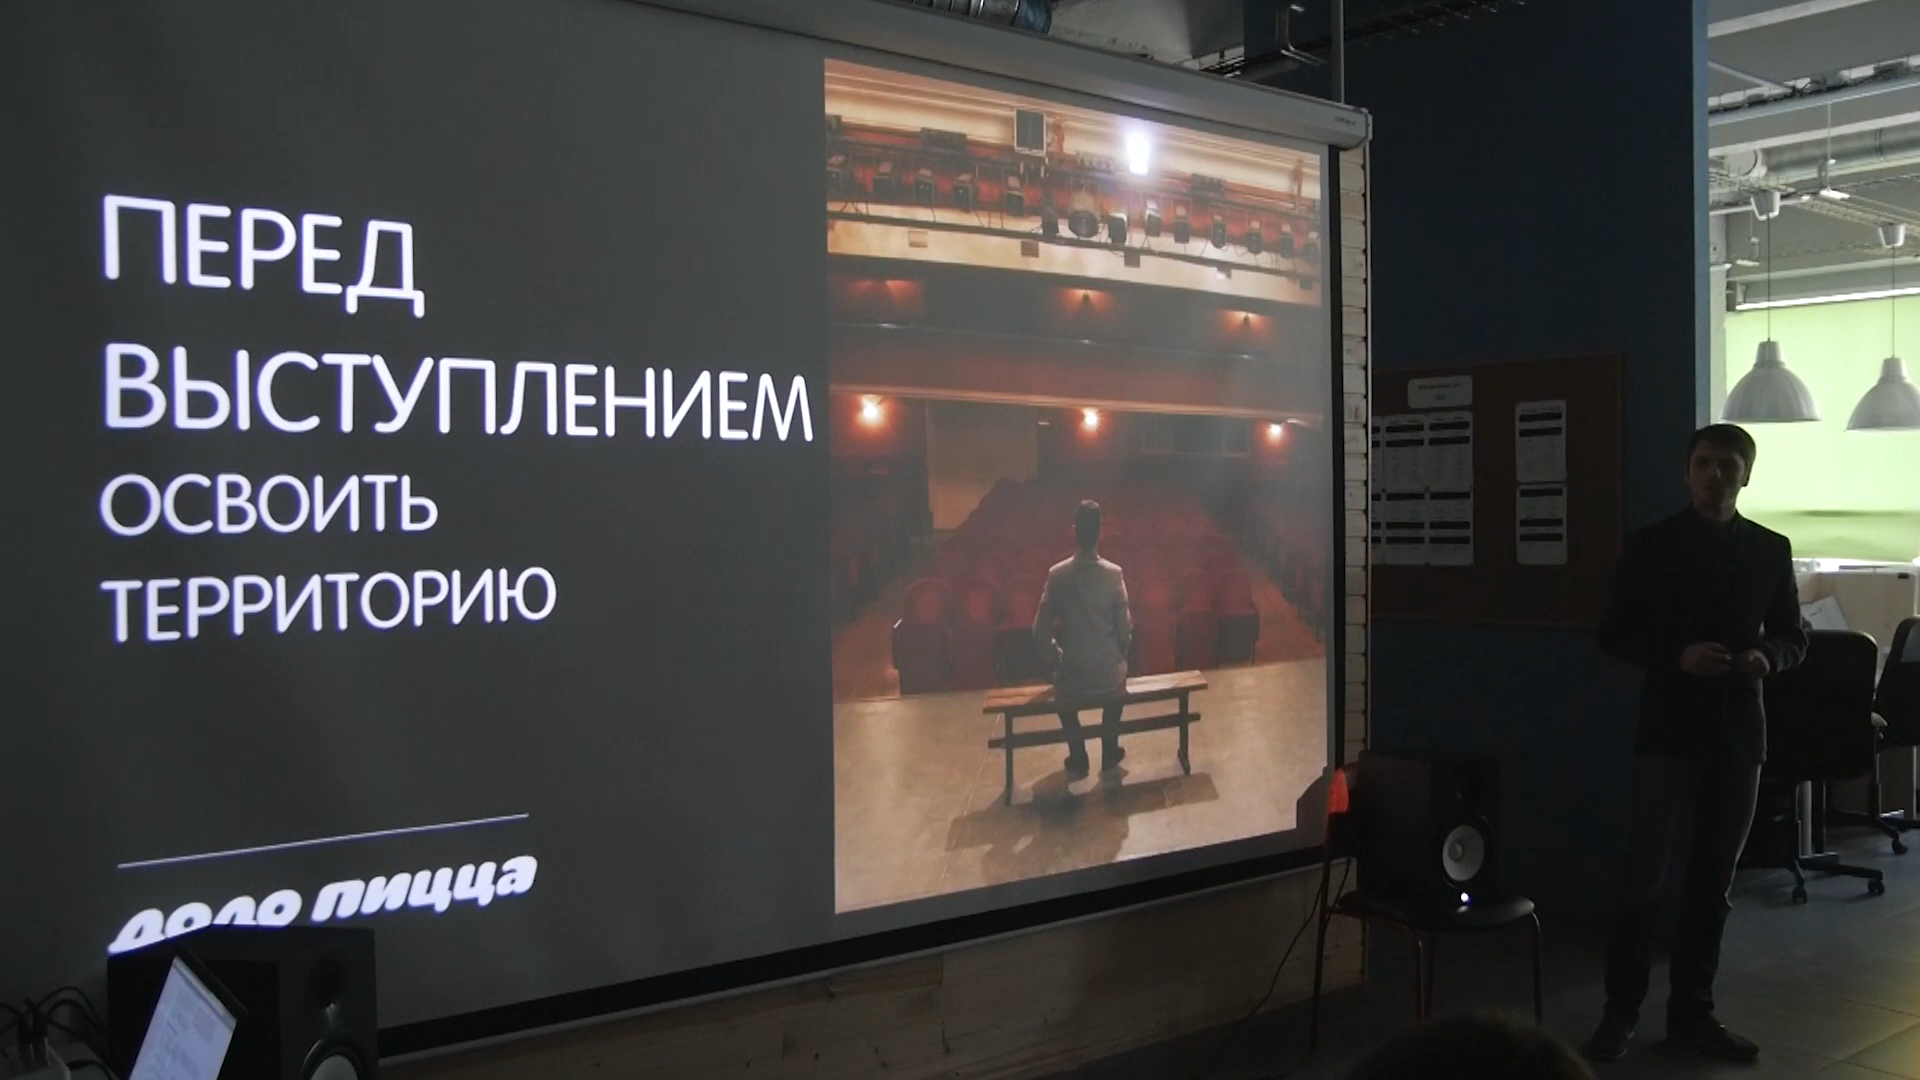 ПЕРЕД
ВЫСТУПЛЕНИЕМ
ОСВОИТЬ
ТЕРРИТОРИЮ
додо пицца